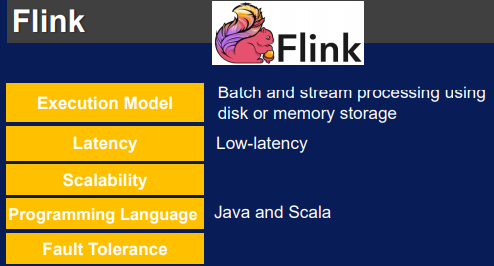 Flink
Flink
Execution Model
Batch and stream processing using
disk or memory storage
Latency
Low-latency
Scalability
Programming Language
Java and Scala
Fault Tolerance